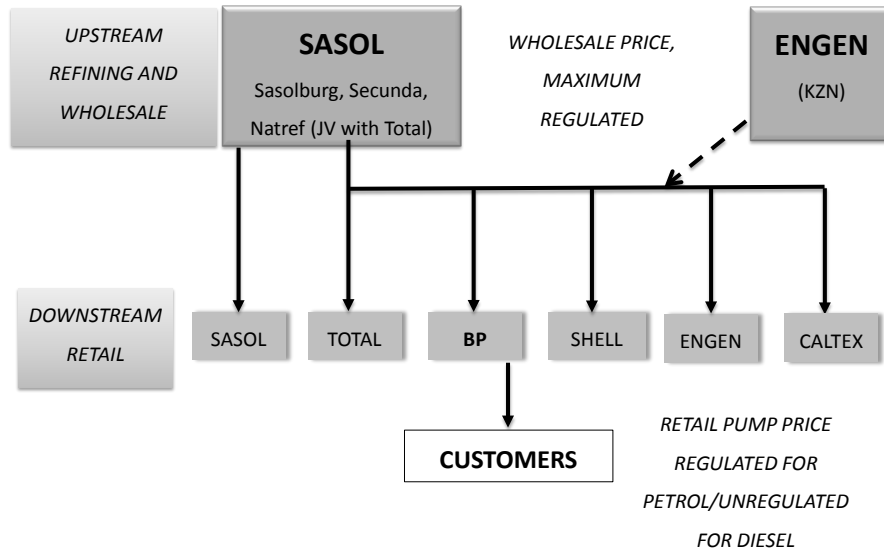 UPSTREAM
REFINING AND
WHOLESALE
SASOL
Sasolburg, Secunda,
Natref (JV with Total)
WHOLESALE PRICE,
MAXIMUM
REGULATED
ENGEN
(KZN)
DOWNSTREAM
RETAIL
SASOL
TOTAL
BP
SHELL
ENGEN
CALTEX
CUSTOMERS
RETAIL PUMP PRICE
REGULATED FOR
PETROL/UNREGULATED
FOR DIESEL